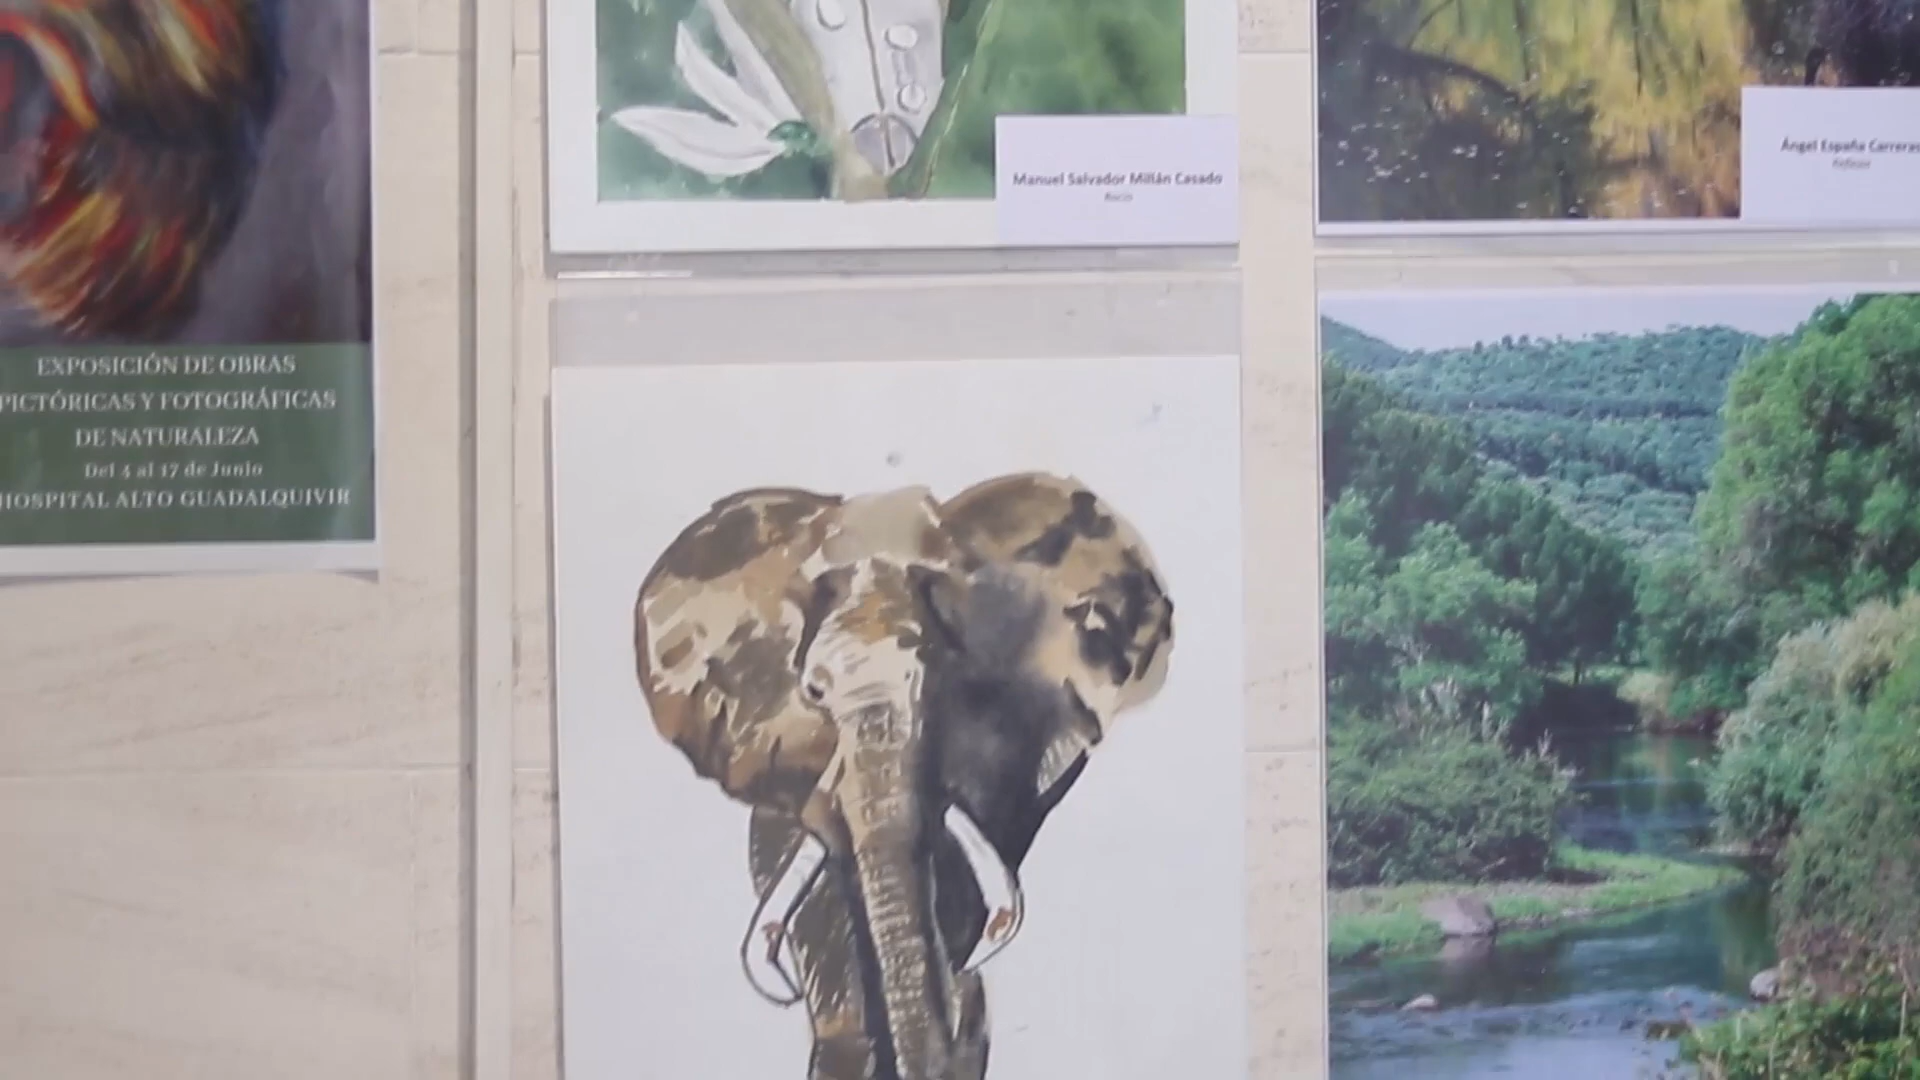 EXPOSICIÓN DE OBRAS
PICTÓRICAS Y FOTOGRÁFICAS
DE NATURALEZA
Del 4 al 17 de Junio
HOSPITAL ALTO GUADALQUIVIR
Manuel Salvador Millán Casado
Rocío
Ángel España Carreras
Reflejos